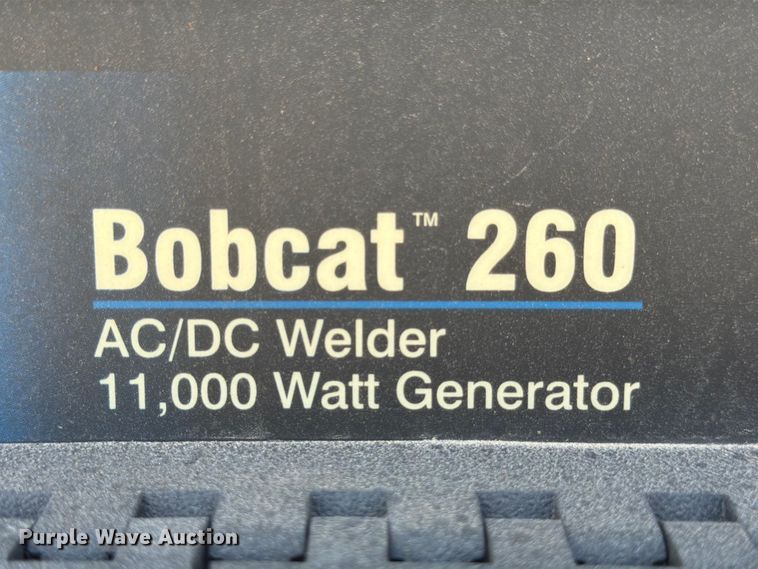 Bobcat™ 260
AC/DC Welder
11,000 Watt Generator
Purple Wave Auction